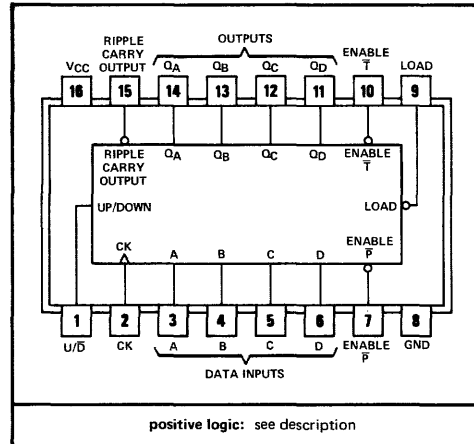 RIPPLE
CARRY OUTPUTS ENABLE
VCC OUTPUT QA QB QC QD T̅ LOAD
16 15 14 13 12 11 10 9
RIPPLE QA QB QC QD ENABLE
CARRY T̅
OUTPUT
UP/DOWN
LOAD
ENABLE
CK A B C D P̅
1 2 3 4 5 6 7 8
U/D̅ CK A B C D ENABLE GND
P̅
DATA INPUTS
positive logic: see description